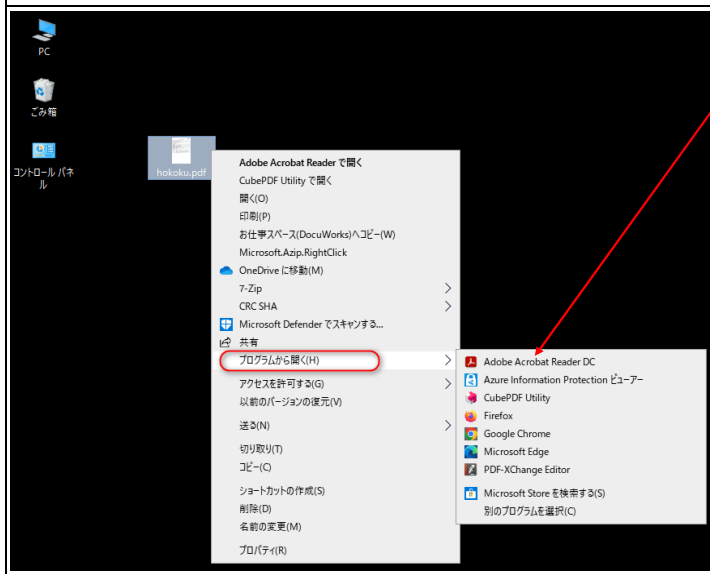 PC
ごみ箱
コントロール パネ
ル
hokoku.pdf
Adobe Acrobat Reader で開く
CubePDF Utility で開く
開く(O)
印刷(P)
お仕事スペース(DocuWorks)へコピー(W)
Microsoft.Azip.RightClick
OneDrive に移動(M)
7-Zip
CRC SHA
Microsoft Defender でスキャンする...
共有
プログラムから開く(H)
アクセスを許可する(G)
以前のバージョンの復元(V)
送る(N)
切り取り(T)
コピー(C)
ショートカットの作成(S)
削除(D)
名前の変更(M)
プロパティ(R)
Adobe Acrobat Reader DC
Azure Information Protection ビューアー
CubePDF Utility
Firefox
Google Chrome
Microsoft Edge
PDF-XChange Editor
Microsoft Store を検索する(S)
別のプログラムを選択(C)